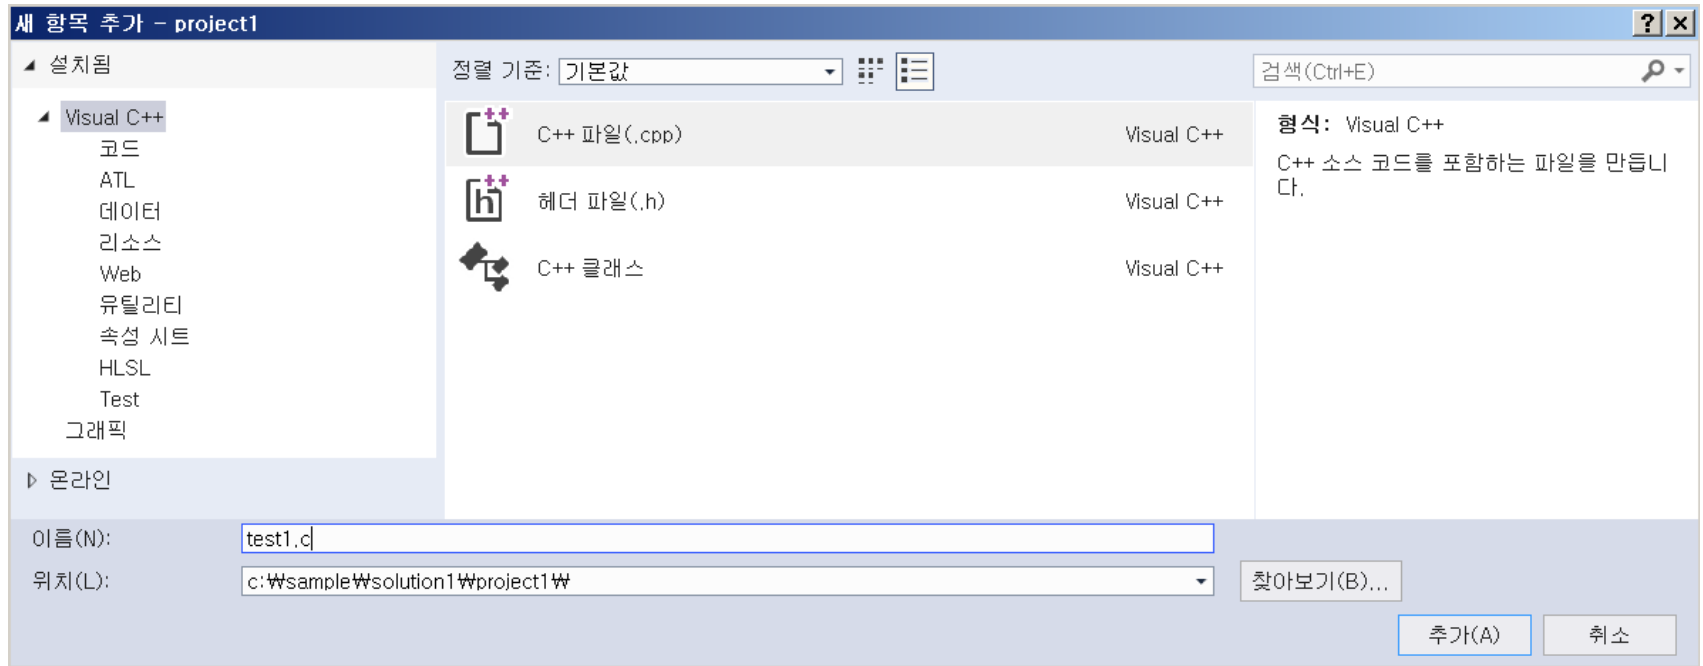 새 항목 추가 - project1
설치됨
Visual C++
코드
ATL
데이터
리소스
Web
유틸리티
속성 시트
HLSL
Test
그래픽
온라인
정렬 기준: 기본값
검색(Ctrl+E)
C++ 파일(.cpp) Visual C++
헤더 파일(.h) Visual C++
C++ 클래스 Visual C++
형식: Visual C++
C++ 소스 코드를 포함하는 파일을 만듭니
다.
이름(N): test1.c
위치(L): c:₩sample₩solution1₩project1₩
찾아보기(B)...
추가(A) 취소